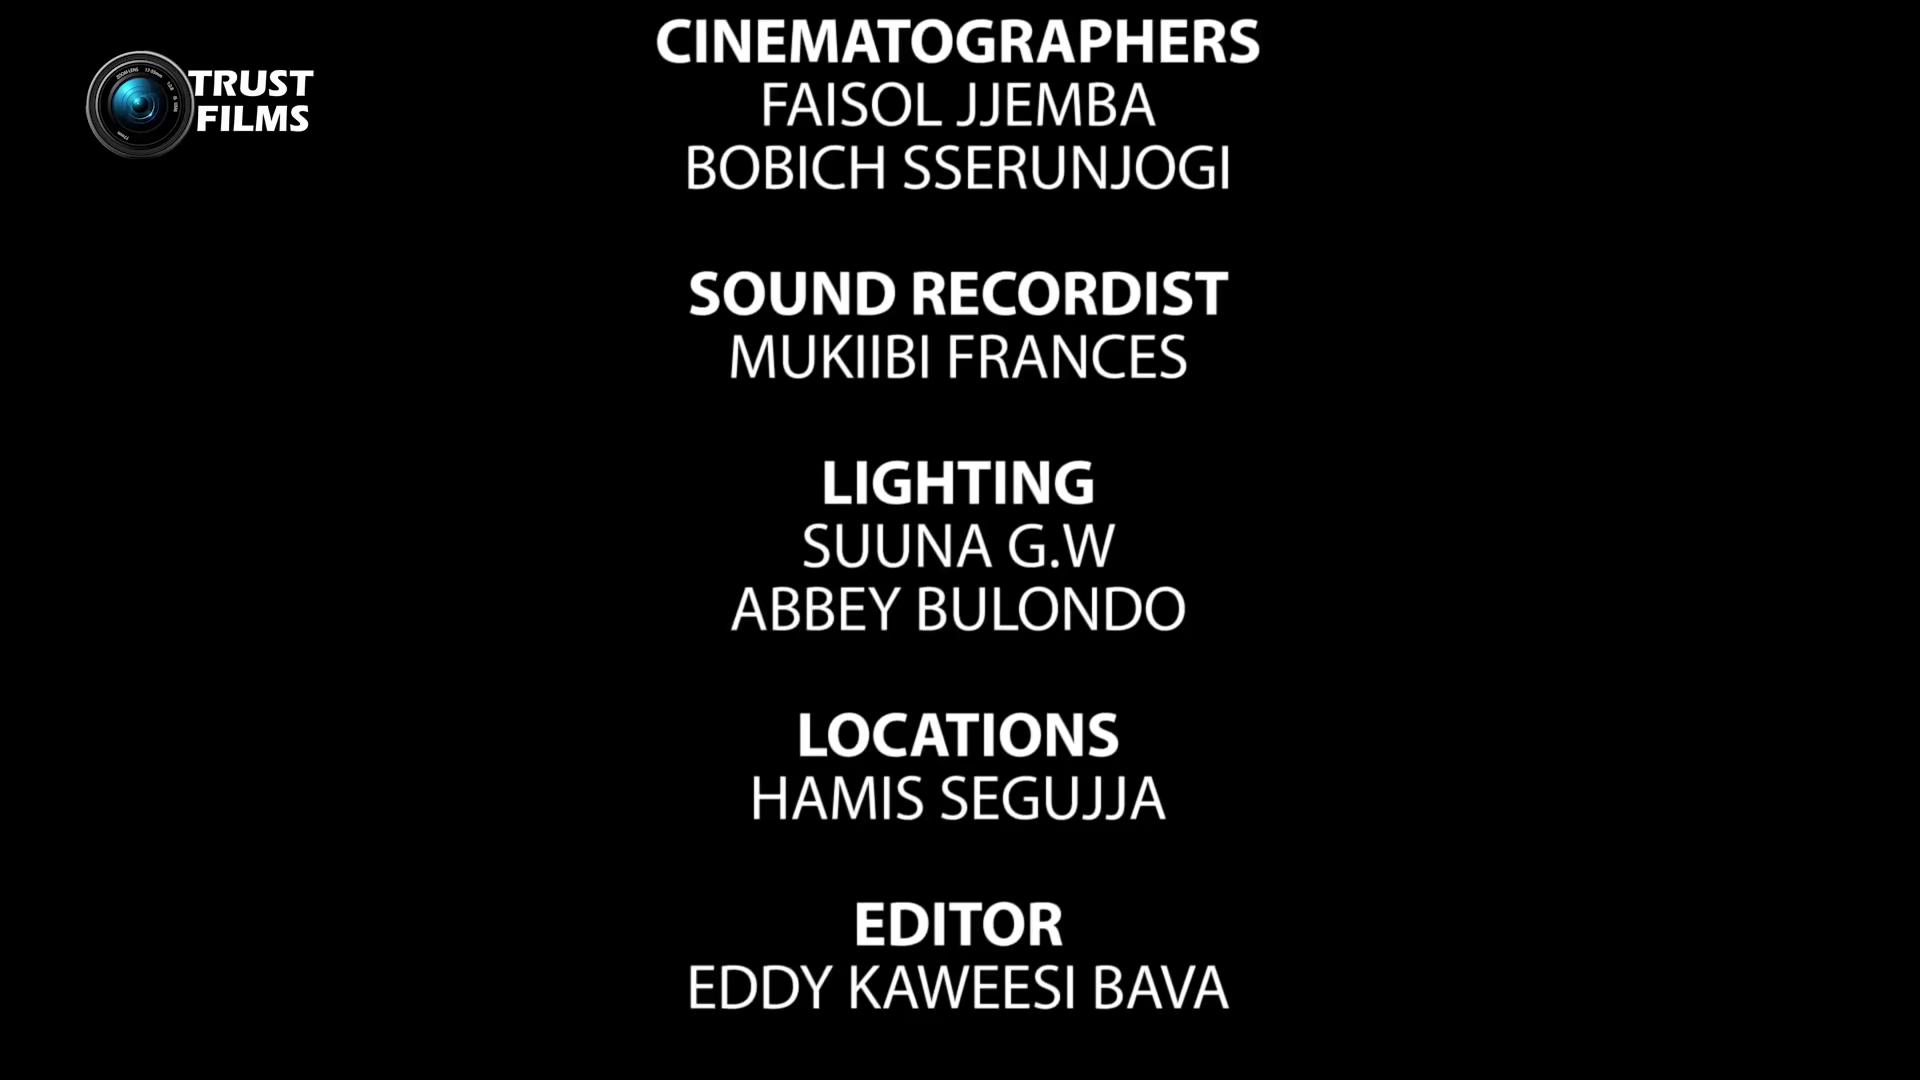 TRUST
FILMS
CINEMATOGRAPHERS
FAISOL JJEMBA
BOBICH SSERUNJOGI
SOUND RECORDIST
MUKIIBI FRANCES
LIGHTING
SUUNA G.W
ABBEY BULONDO
LOCATIONS
HAMIS SEGUJJA
EDITOR
EDDY KAWEESI BAVA